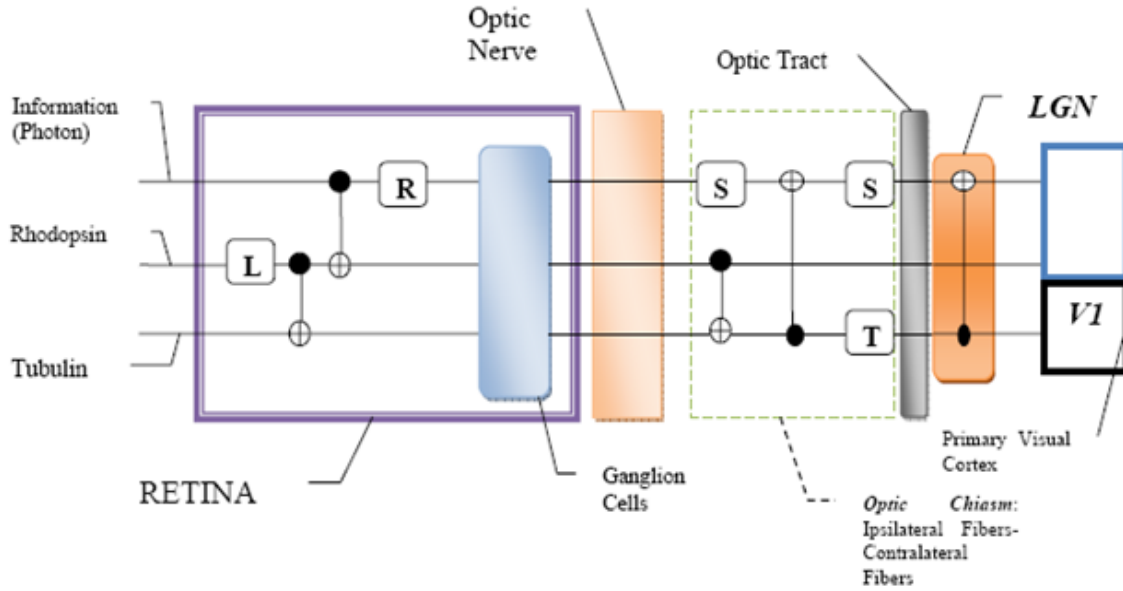 Optic
Nerve
Optic Tract
LGN
Information
(Photon)
R
S
S
Rhodopsin
L
V1
T
Tubulin
Primary Visual
Cortex
Ganglion
Cells
RETINA
Optic Chiasm:
Ipsilateral Fibers-
Contralateral
Fibers